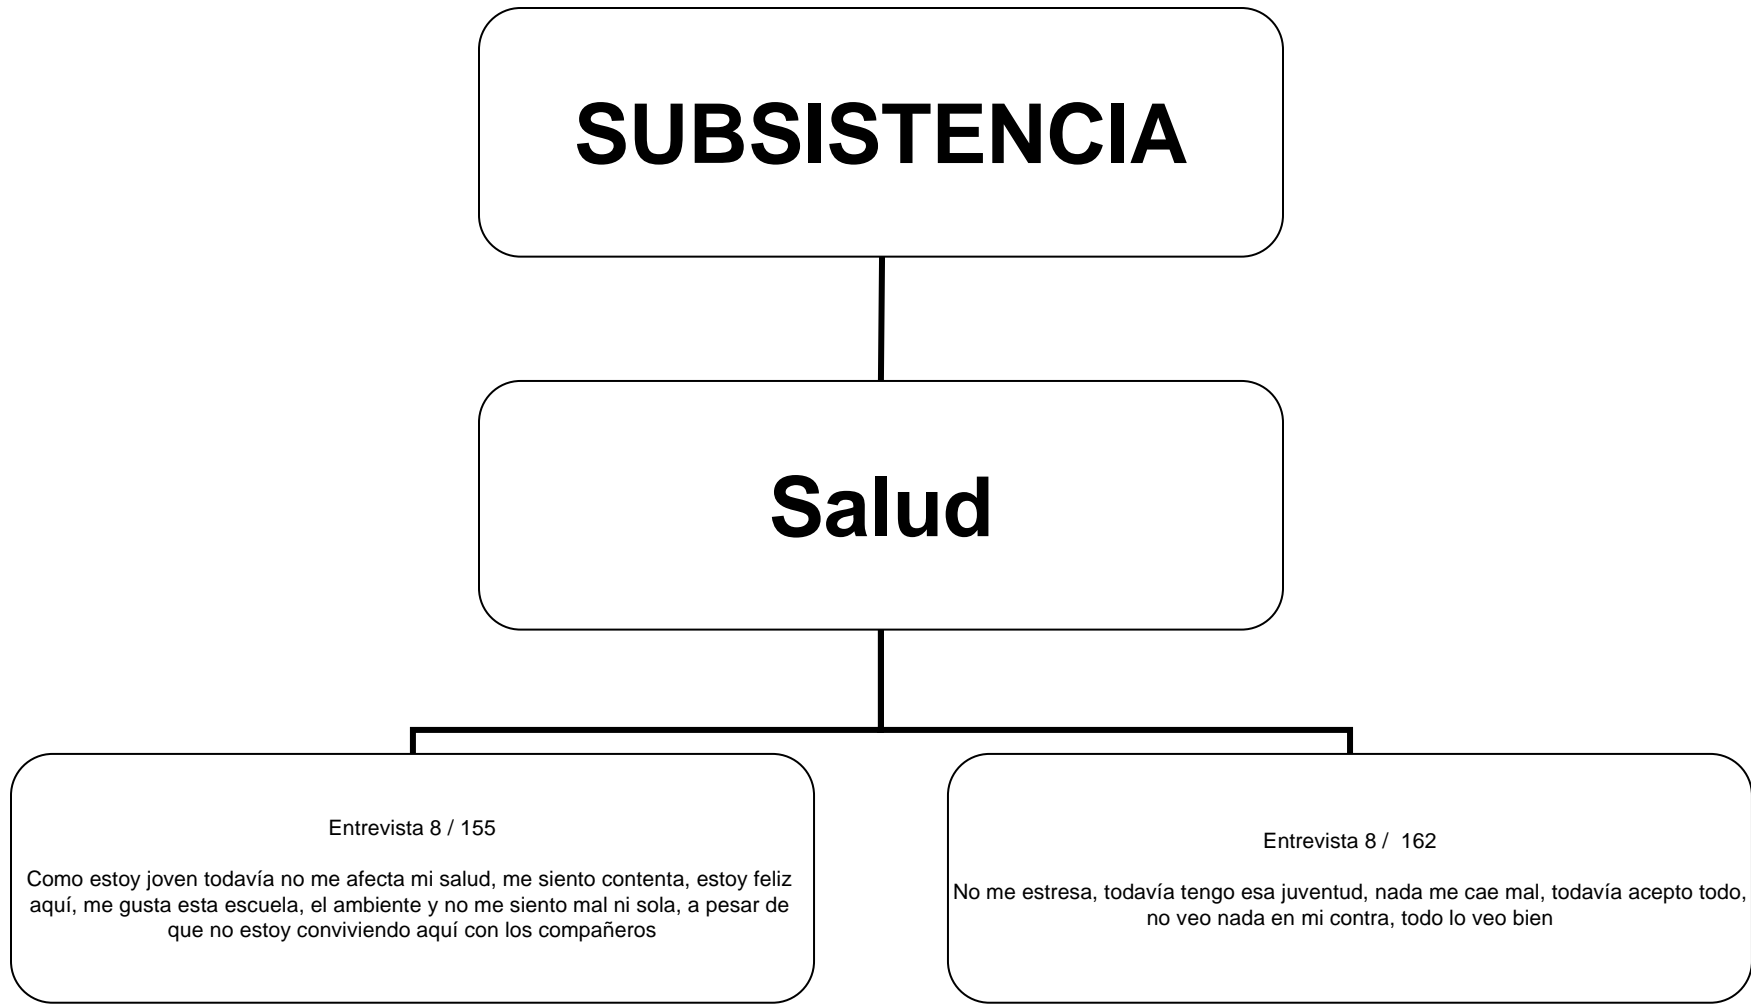 SUBSISTENCIA
Salud
Entrevista 8 / 155
Como estoy joven todavía no me afecta mi salud, me siento contenta, estoy feliz
aquí, me gusta esta escuela, el ambiente y no me siento mal ni sola, a pesar de
que no estoy conviviendo aquí con los compañeros
Entrevista 8 /  162
No me estresa, todavía tengo esa juventud, nada me cae mal, todavía acepto todo,
no veo nada en mi contra, todo lo veo bien